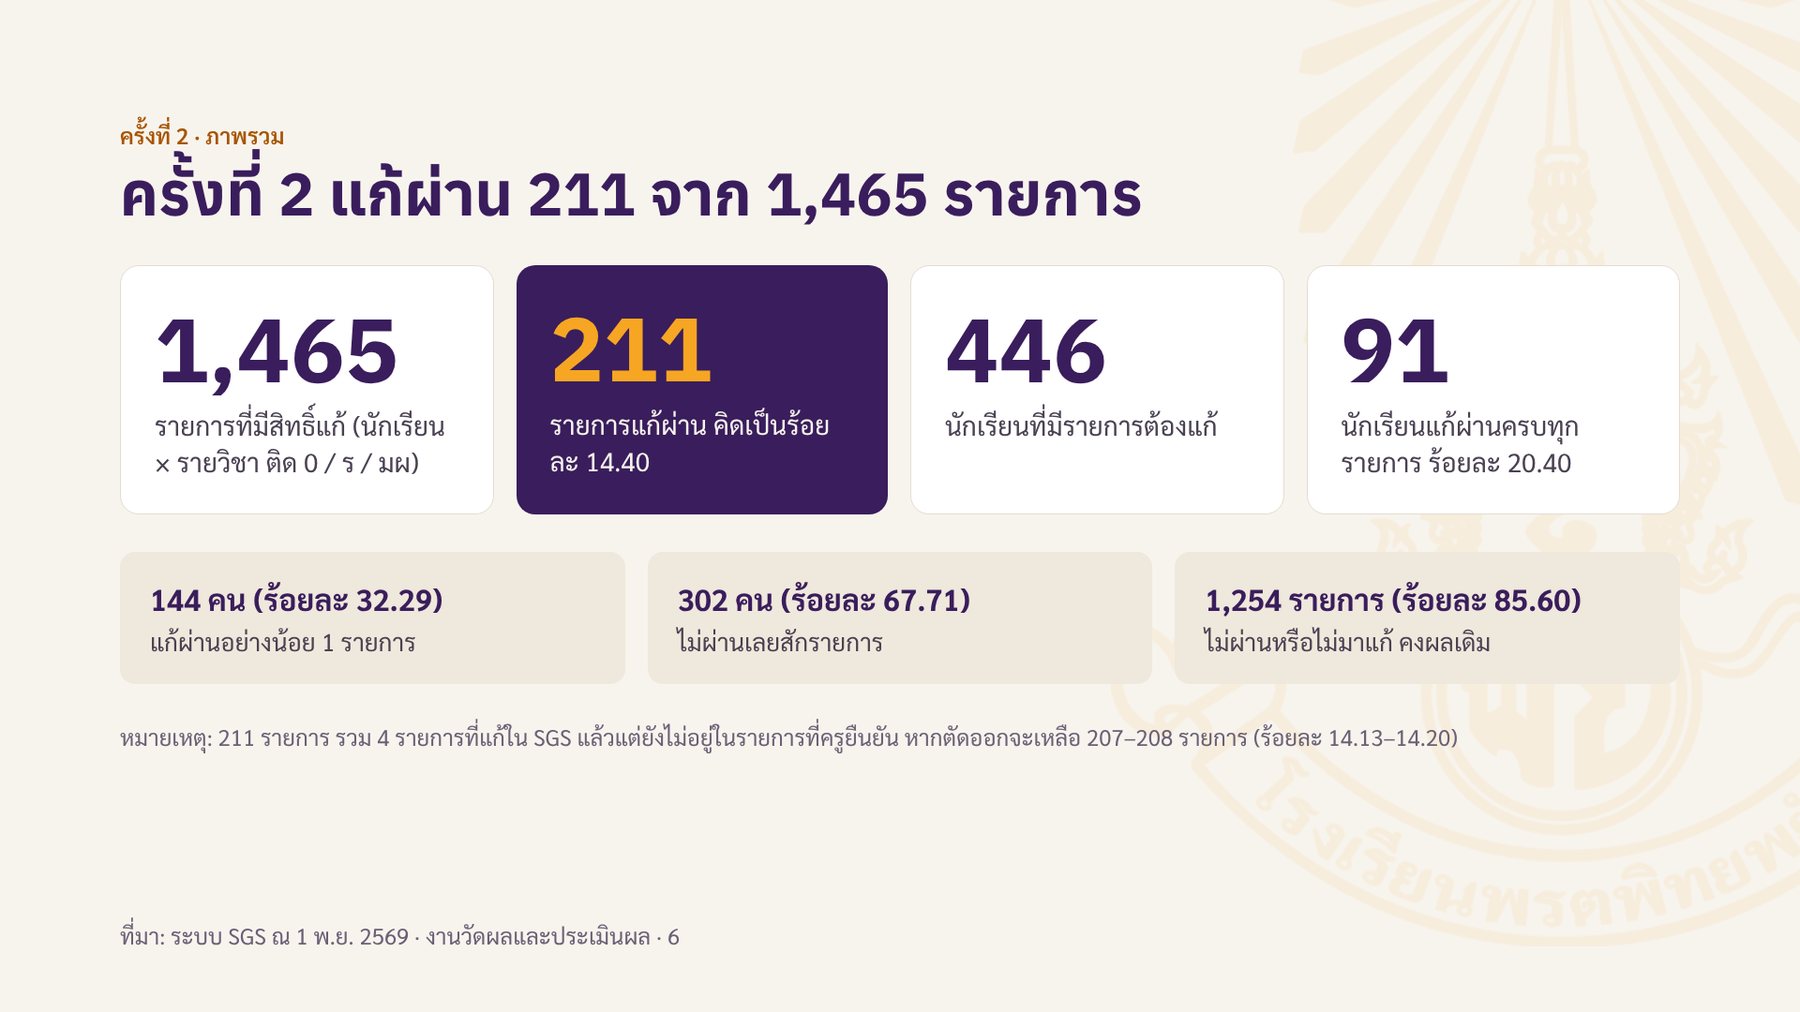 ครั้งที่ 2 · ภาพรวม
ครั้งที่ 2 แก้ผ่าน 211 จาก 1,465 รายการ
1,465
รายการที่มีสิทธิ์แก้ (นักเรียน
× รายวิชา ติด 0 / ร / มผ)
211
รายการแก้ผ่าน คิดเป็นร้อย
ละ 14.40
446
นักเรียนที่มีรายการต้องแก้
91
นักเรียนแก้ผ่านครบทุก
รายการ ร้อยละ 20.40
144 คน (ร้อยละ 32.29)
แก้ผ่านอย่างน้อย 1 รายการ
302 คน (ร้อยละ 67.71)
ไม่ผ่านเลยสักรายการ
1,254 รายการ (ร้อยละ 85.60)
ไม่ผ่านหรือไม่มาแก้ คงผลเดิม
หมายเหตุ: 211 รายการ รวม 4 รายการที่แก้ใน SGS แล้วแต่ยังไม่อยู่ในรายการที่ครูยืนยัน หากตัดออกจะเหลือ 207–208 รายการ (ร้อยละ 14.13–14.20)
ที่มา: ระบบ SGS ณ 1 พ.ย. 2569 · งานวัดผลและประเมินผล · 6